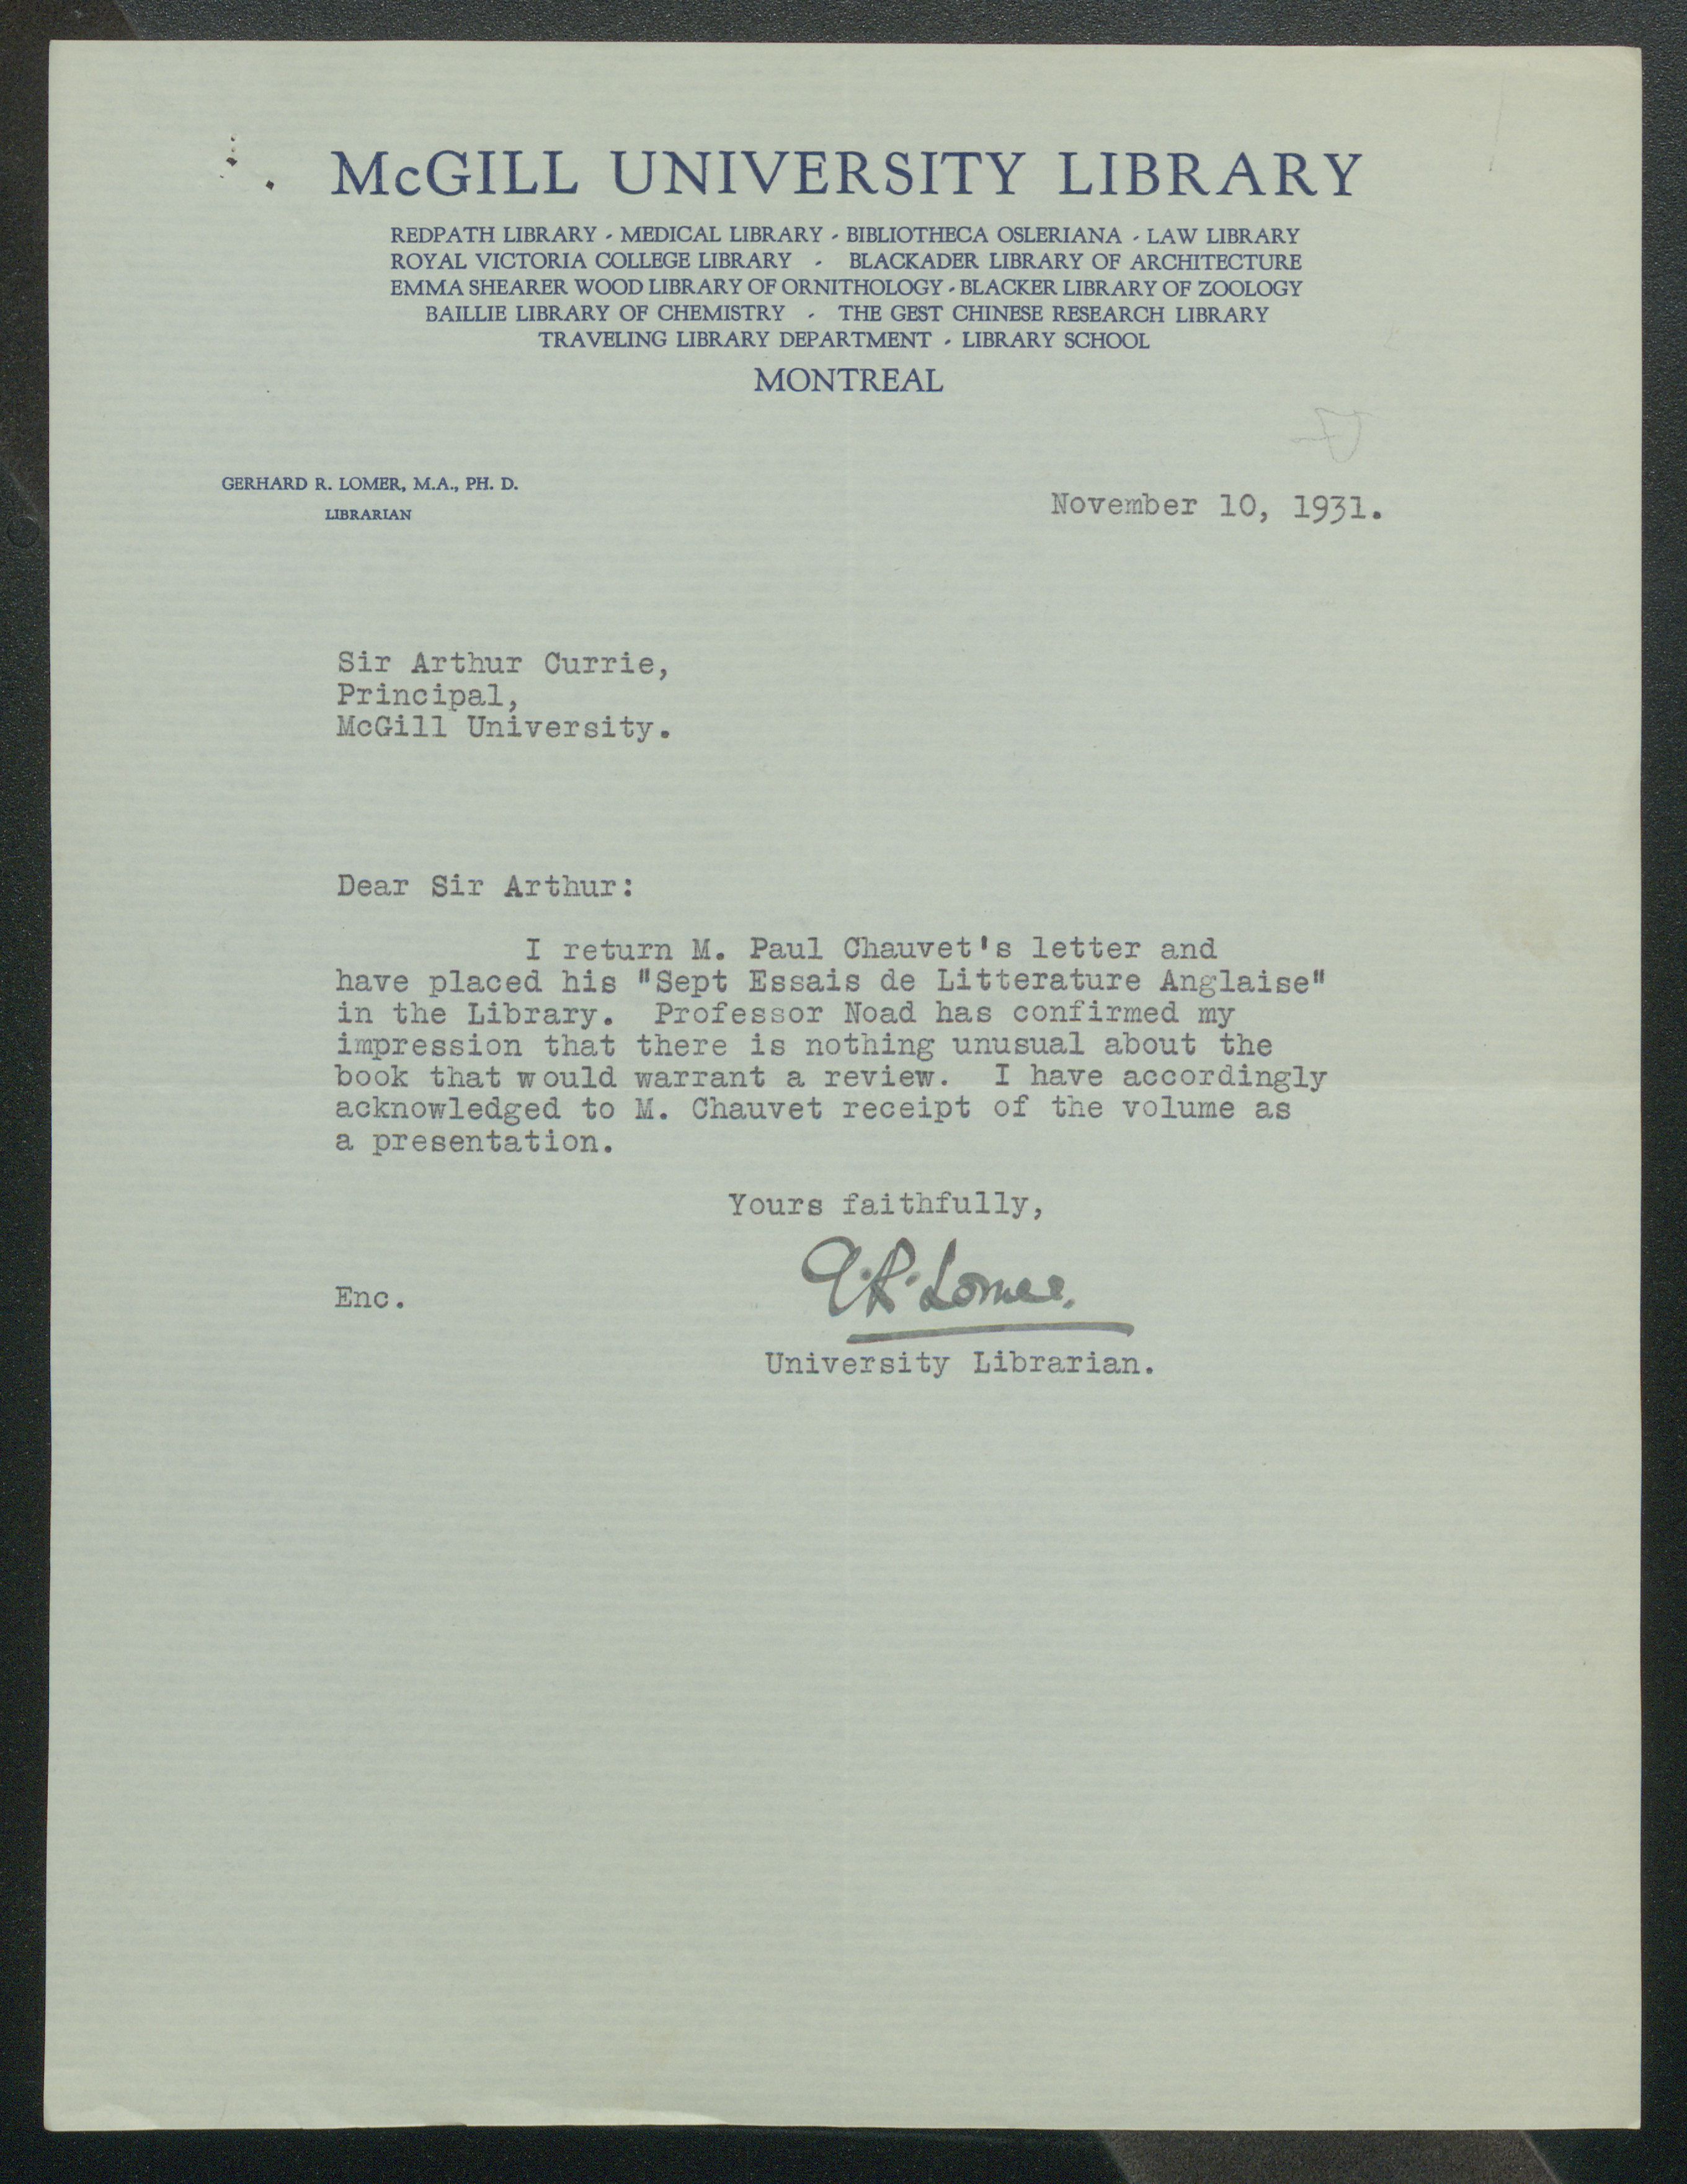 McGILL UNIVERSITY LIBRARY
REDPATH LIBRARY - MEDICAL LIBRARY - BIBLIOTHECA OSLERIANA - LAW LIBRARY
ROYAL VICTORIA COLLEGE LIBRARY - BLACKADER LIBRARY OF ARCHITECTURE
EMMA SHEARER WOOD LIBRARY OF ORNITHOLOGY - BLACKER LIBRARY OF ZOOLOGY
BAILLIE LIBRARY OF CHEMISTRY - THE GEST CHINESE RESEARCH LIBRARY
TRAVELING LIBRARY DEPARTMENT - LIBRARY SCHOOL
MONTREAL
GERHARD R. LOMER, M.A., PH. D.
LIBRARIAN
November 10, 1931.
Sir Arthur Currie,
Principal,
McGill University.
Dear Sir Arthur:
I return M. Paul Chauvet's letter and
have placed his "Sept Essais de Litterature Anglaise"
in the Library. Professor Noad has confirmed my
impression that there is nothing unusual about the
book that would warrant a review. I have accordingly
acknowledged to M. Chauvet receipt of the volume as
a presentation.
Yours faithfully,
G.R. Lomer.
Enc.
University Librarian.